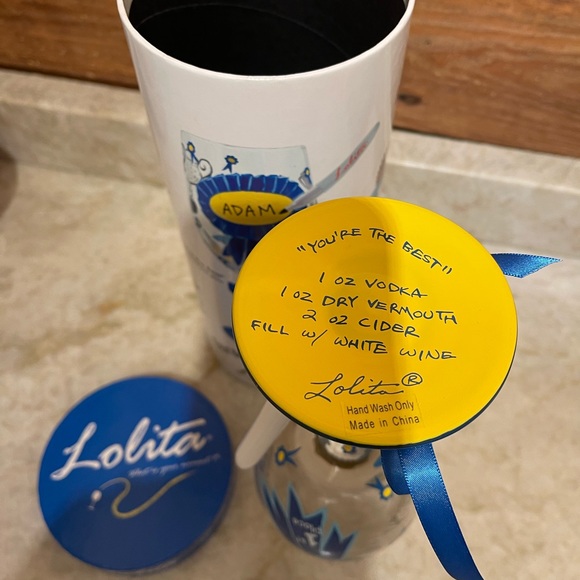 ADAM
"YOU'RE THE BEST"
1 OZ VODKA
1 OZ DRY VERMOUTH
2 OZ CIDER
FILL W/ WHITE WINE
Lolita®
Hand Wash Only
Made in China
Lolita